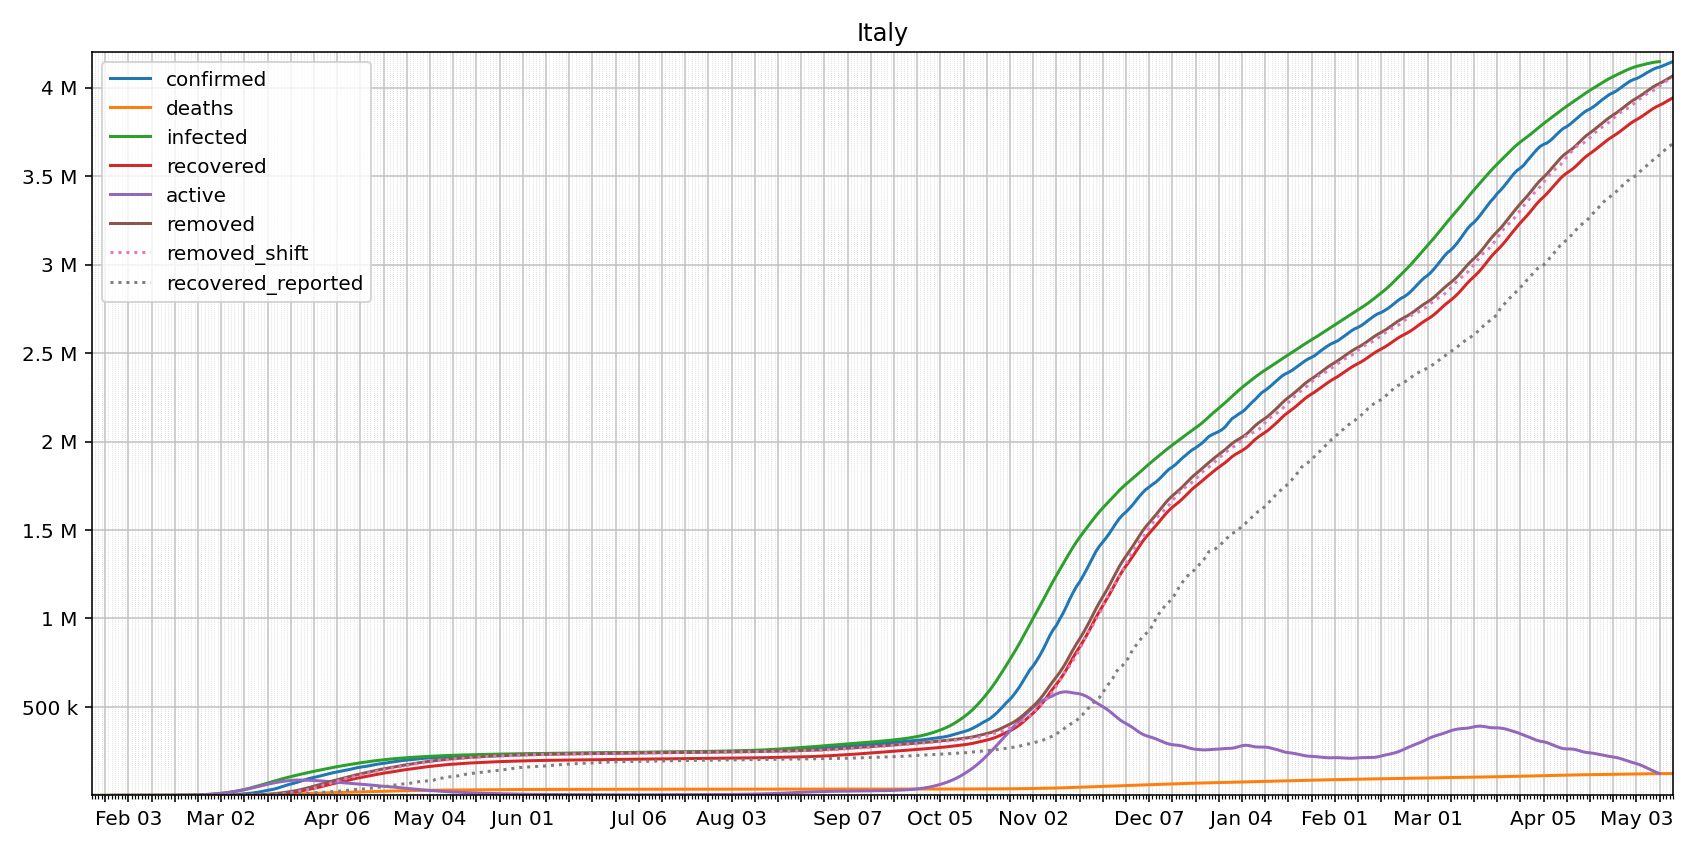 Italy
confirmed
deaths
infected
recovered
active
removed
removed_shift
recovered_reported
4 M
3.5 M
3 M
2.5 M
2 M
1.5 M
1 M
500 k
Feb 03 Mar 02 Apr 06 May 04 Jun 01 Jul 06 Aug 03 Sep 07 Oct 05 Nov 02 Dec 07 Jan 04 Feb 01 Mar 01 Apr 05 May 03